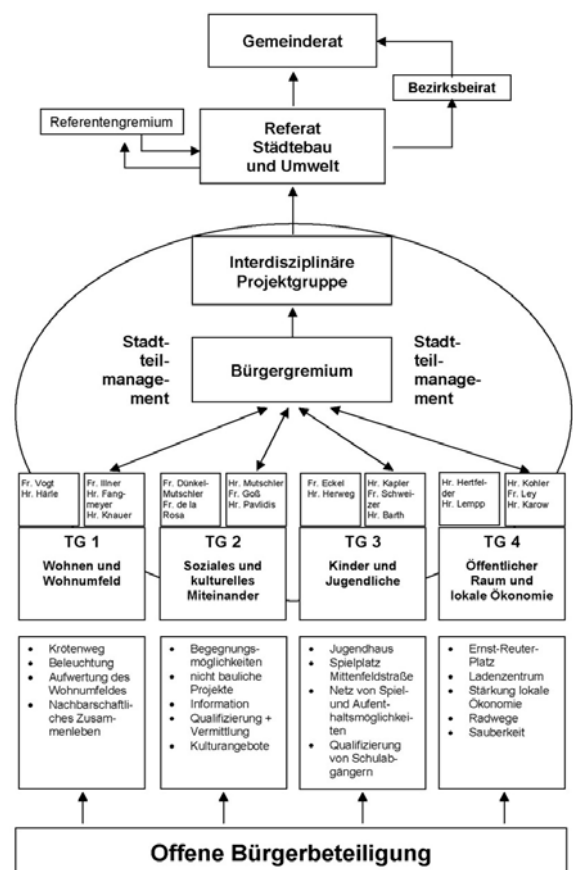 Gemeinderat
Bezirksbeirat
Referentengremium
Referat
Städtebau
und Umwelt
Interdisziplinäre
Projektgruppe
Stadt-
teil-
manage-
ment
Bürgergremium
Stadt-
teil-
manage-
ment
Fr. Vogt
Hr. Härle
Fr. Illner
Hr. Fang-
meyer
Hr. Knauer
TG 1
Wohnen und
Wohnumfeld
Fr. Dünkel-
Mutschler
Fr. de la
Rosa
Hr. Mutschler
Fr. Goß
Hr. Pavlidis
TG 2
Soziales und
kulturelles
Miteinander
Fr. Eckel
Hr. Herweg
Hr. Kapler
Fr. Schwei-
zer
Hr. Barth
TG 3
Kinder und
Jugendliche
Hr. Hertfel-
der
Hr. Lempp
Hr. Kohler
Fr. Ley
Hr. Karow
TG 4
Öffentlicher
Raum und
lokale Ökonomie
• Krötenweg
• Beleuchtung
• Aufwertung des
Wohnumfeldes
• Nachbarschaftli-
ches Zusam-
menleben
• Begegnungs-
möglichkeiten
• nicht bauliche
Projekte
• Information
• Qualifizierung +
Vermittlung
• Kulturangebote
• Jugendhaus
• Spielplatz
Mittenfeldstraße
• Netz von Spiel-
und Aufent-
haltsmöglichkei-
ten
• Qualifizierung
von Schulab-
gängern
• Ernst-Reuter-
Platz
• Ladenzentrum
• Stärkung lokale
Ökonomie
• Radwege
• Sauberkeit
Offene Bürgerbeteiligung